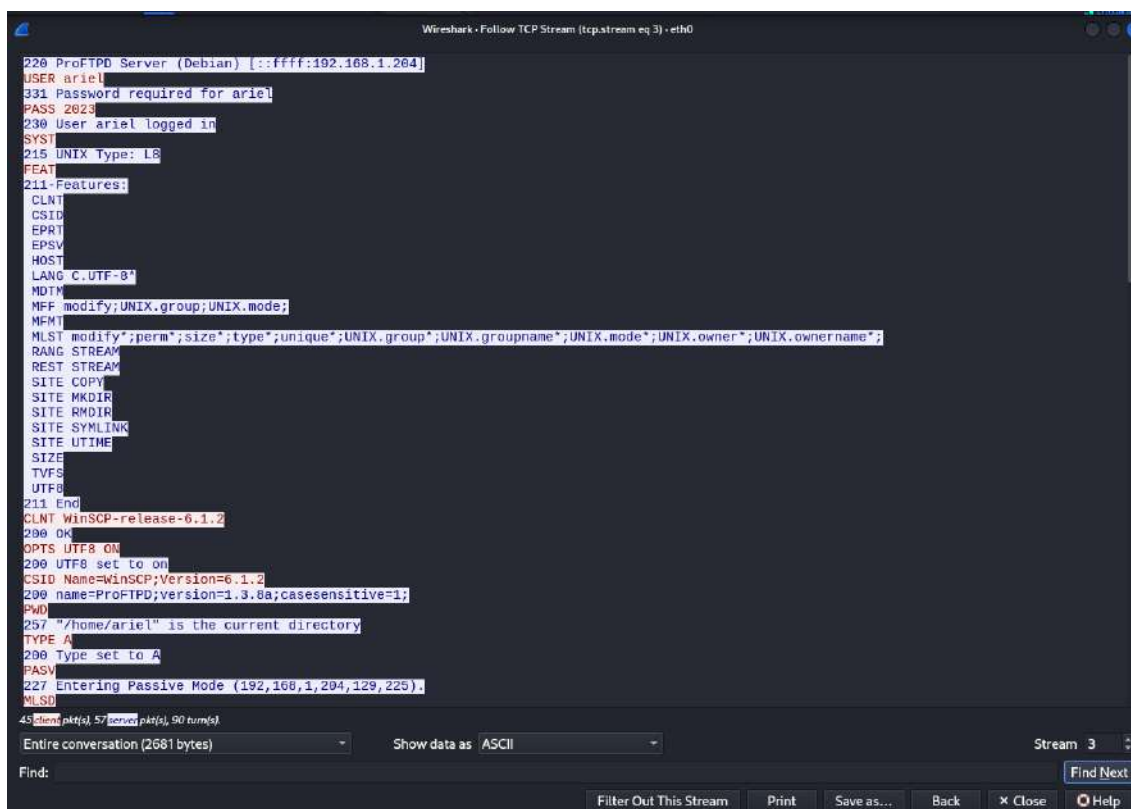 Wireshark · Follow TCP Stream (tcp.stream eq 3) · eth0
220 ProFTPD Server (Debian) [::ffff:192.168.1.204]
USER ariel
331 Password required for ariel
PASS 2023
230 User ariel logged in
SYST
215 UNIX Type: L8
FEAT
211-Features:
CLNT
CSID
EPRT
EPSV
HOST
LANG C.UTF-8*
MDTM
MFF modify;UNIX.group;UNIX.mode;
MFMT
MLST modify*;perm*;size*;type*;unique*;UNIX.group*;UNIX.groupname*;UNIX.mode*;UNIX.owner*;UNIX.ownername*;
RANG STREAM
REST STREAM
SITE COPY
SITE MKDIR
SITE RMDIR
SITE SYMLINK
SITE UTIME
SIZE
TVFS
UTF8
211 End
CLNT WinSCP-release-6.1.2
200 OK
OPTS UTF8 ON
200 UTF8 set to on
CSID Name=WinSCP;Version=6.1.2
200 name=ProFTPD;version=1.3.8a;casesensitive=1;
PWD
257 "/home/ariel" is the current directory
TYPE A
200 Type set to A
PASV
227 Entering Passive Mode (192,168,1,204,129,225).
MLSD
45 client pkt(s), 57 server pkt(s), 90 turn(s).
Entire conversation (2681 bytes) Show data as ASCII Stream 3
Find: Find Next
Filter Out This Stream Print Save as... Back × Close Help